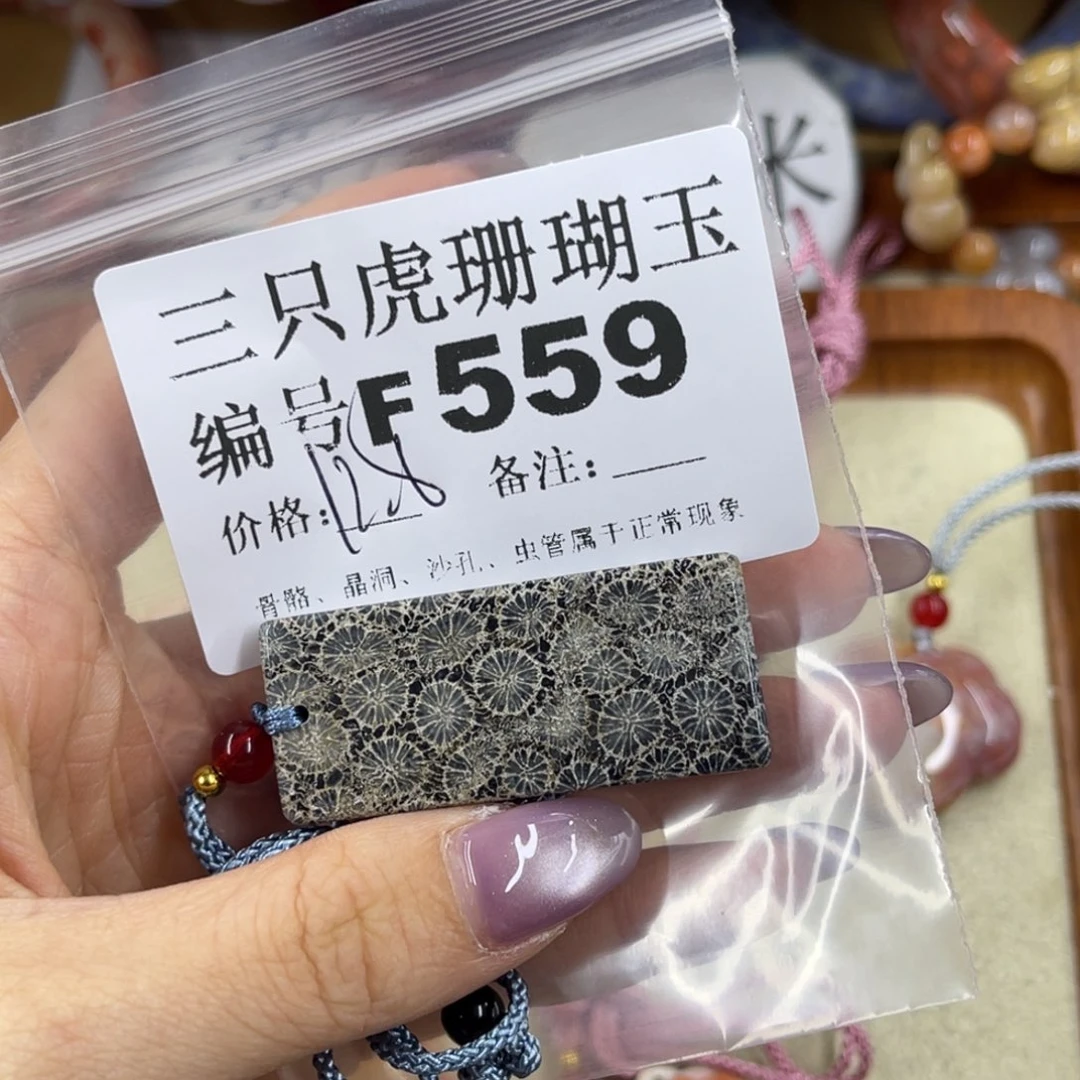 三只虎珊瑚玉
编号F559
价格: 128 备注:
骨骼、晶洞、沙孔、虫管属于正常现象
米